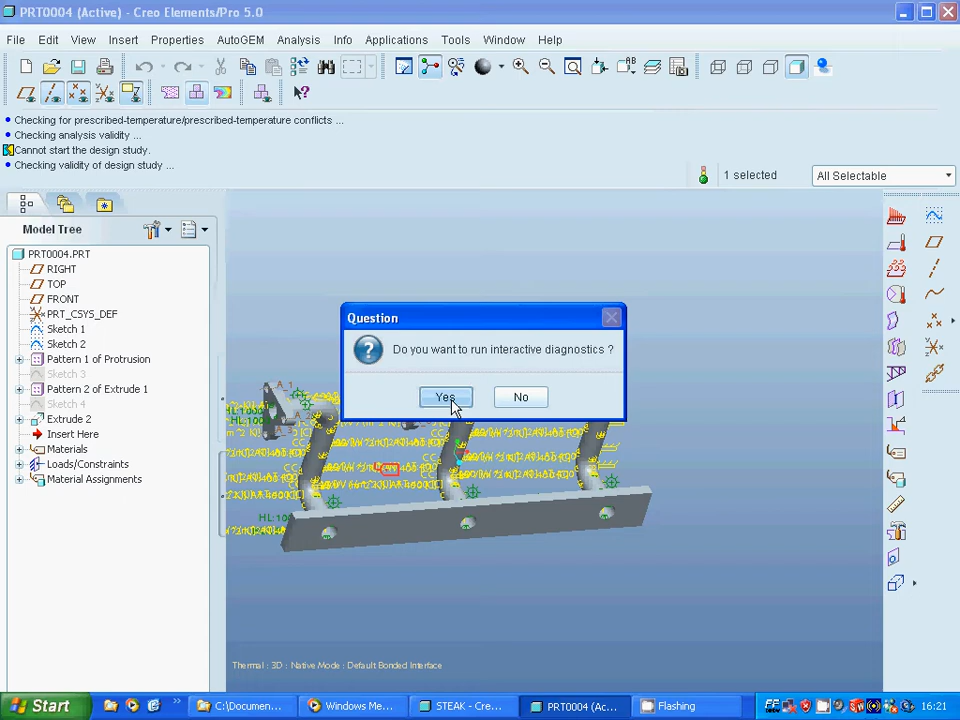 PRT0004 (Active) - Creo Elements/Pro 5.0
File Edit View Insert Properties AutoGEM Analysis Info Applications Tools Window Help
Checking for prescribed-temperature/prescribed-temperature conflicts ...
Checking analysis validity ...
Cannot start the design study.
Checking validity of design study ...
1 selected
All Selectable
Model Tree
PRT0004.PRT
RIGHT
TOP
FRONT
PRT_CSYS_DEF
Sketch 1
Sketch 2
Pattern 1 of Protrusion
Sketch 3
Pattern 2 of Extrude 1
Sketch 4
Extrude 2
Insert Here
Materials
Loads/Constraints
Material Assignments
Question
Do you want to run interactive diagnostics ?
Yes No
Thermal : 3D : Native Mode : Default Bonded Interface
Start
C:\Documen...
Windows Me...
STEAK - Cre...
PRT0004 (Ac...
Flashing
16:21